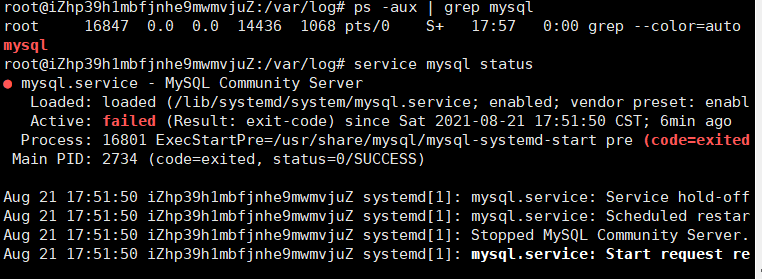 root@iZhp39h1mbfjnhe9mwmvjuZ:/var/log# ps -aux | grep mysql
root     16847  0.0  0.0  14436  1068 pts/0    S+   17:57   0:00 grep --color=auto
mysql
root@iZhp39h1mbfjnhe9mwmvjuZ:/var/log# service mysql status
● mysql.service - MySQL Community Server
   Loaded: loaded (/lib/systemd/system/mysql.service; enabled; vendor preset: enabl
   Active: failed (Result: exit-code) since Sat 2021-08-21 17:51:50 CST; 6min ago
  Process: 16801 ExecStartPre=/usr/share/mysql/mysql-systemd-start pre (code=exited
 Main PID: 2734 (code=exited, status=0/SUCCESS)

Aug 21 17:51:50 iZhp39h1mbfjnhe9mwmvjuZ systemd[1]: mysql.service: Service hold-off
Aug 21 17:51:50 iZhp39h1mbfjnhe9mwmvjuZ systemd[1]: mysql.service: Scheduled restar
Aug 21 17:51:50 iZhp39h1mbfjnhe9mwmvjuZ systemd[1]: Stopped MySQL Community Server.
Aug 21 17:51:50 iZhp39h1mbfjnhe9mwmvjuZ systemd[1]: mysql.service: Start request re